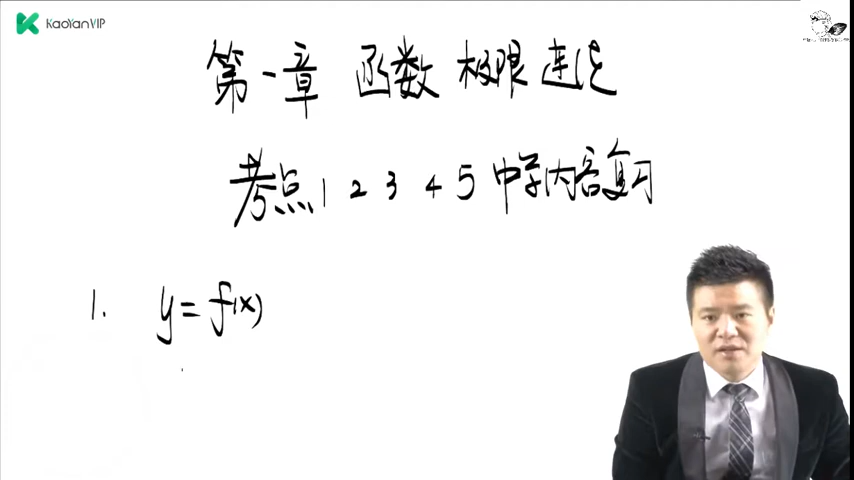 KAOYANVIP
第一章 函数 极限 连续
考点1 2 3 4 5 中学内容复习
1. y=f(x)